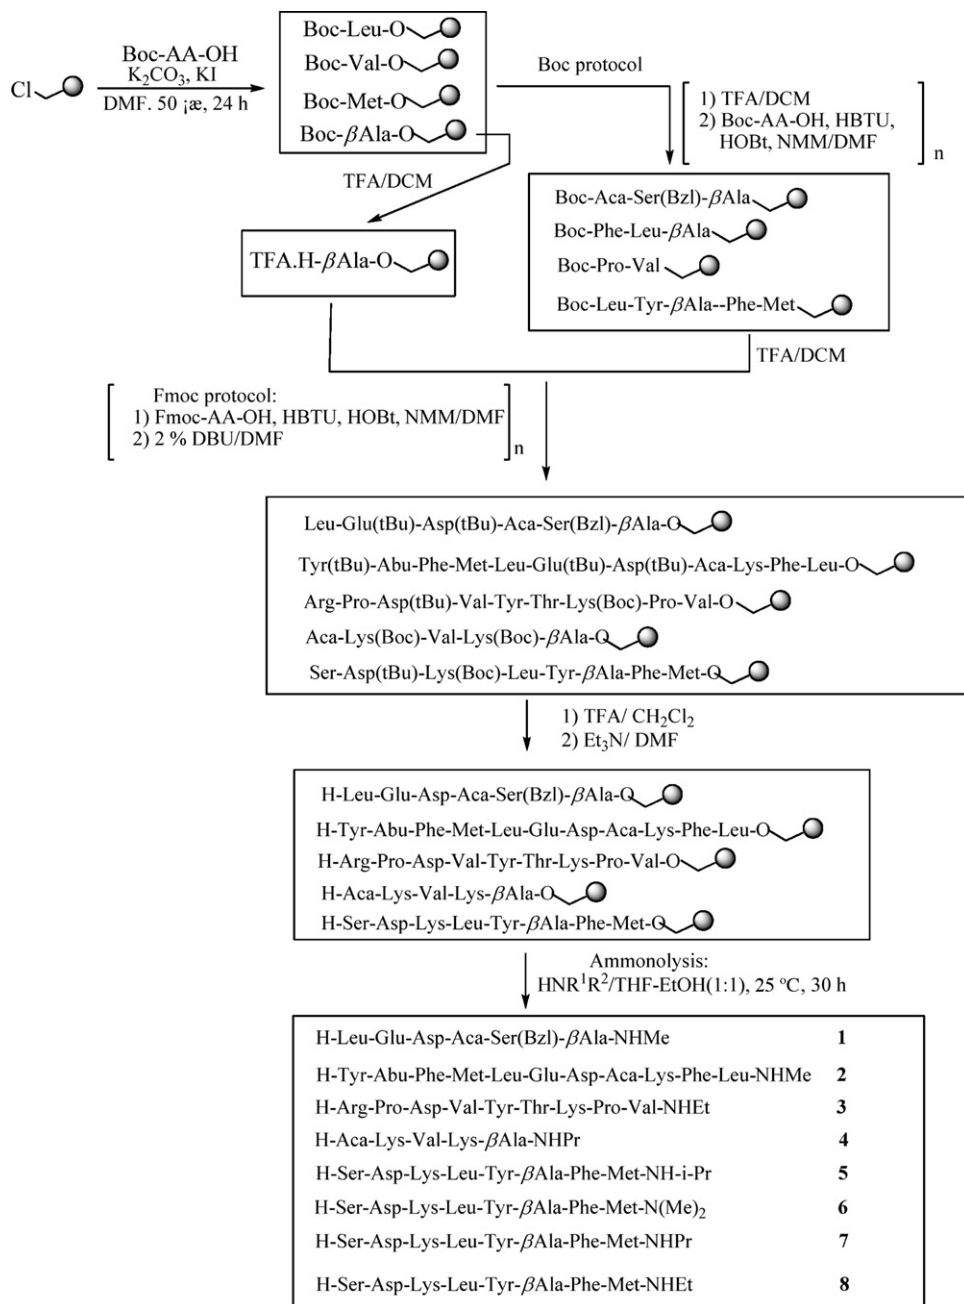 Boc-AA-OH
Cl
K2CO3, KI
DMF. 50 ¡æ, 24 h
Boc-Leu-O
Boc-Val-O
Boc-Met-O
Boc-βAla-O
Boc protocol
1) TFA/DCM
2) Boc-AA-OH, HBTU,
HOBt, NMM/DMF
n
TFA/DCM
TFA.H-βAla-O
Boc-Aca-Ser(Bzl)-βAla
Boc-Phe-Leu-βAla
Boc-Pro-Val
Boc-Leu-Tyr-βAla--Phe-Met
TFA/DCM
Fmoc protocol:
1) Fmoc-AA-OH, HBTU, HOBt, NMM/DMF
2) 2 % DBU/DMF
n
Leu-Glu(tBu)-Asp(tBu)-Aca-Ser(Bzl)-βAla-O
Tyr(tBu)-Abu-Phe-Met-Leu-Glu(tBu)-Asp(tBu)-Aca-Lys-Phe-Leu-O
Arg-Pro-Asp(tBu)-Val-Tyr-Thr-Lys(Boc)-Pro-Val-O
Aca-Lys(Boc)-Val-Lys(Boc)-βAla-O
Ser-Asp(tBu)-Lys(Boc)-Leu-Tyr-βAla-Phe-Met-O
1) TFA/ CH2Cl2
2) Et3N/ DMF
H-Leu-Glu-Asp-Aca-Ser(Bzl)-βAla-O
H-Tyr-Abu-Phe-Met-Leu-Glu-Asp-Aca-Lys-Phe-Leu-O
H-Arg-Pro-Asp-Val-Tyr-Thr-Lys-Pro-Val-O
H-Aca-Lys-Val-Lys-βAla-O
H-Ser-Asp-Lys-Leu-Tyr-βAla-Phe-Met-O
Ammonolysis:
HNR1R2/THF-EtOH(1:1), 25 °C, 30 h
H-Leu-Glu-Asp-Aca-Ser(Bzl)-βAla-NHMe 1
H-Tyr-Abu-Phe-Met-Leu-Glu-Asp-Aca-Lys-Phe-Leu-NHMe 2
H-Arg-Pro-Asp-Val-Tyr-Thr-Lys-Pro-Val-NHEt 3
H-Aca-Lys-Val-Lys-βAla-NHPr 4
H-Ser-Asp-Lys-Leu-Tyr-βAla-Phe-Met-NH-i-Pr 5
H-Ser-Asp-Lys-Leu-Tyr-βAla-Phe-Met-N(Me)2 6
H-Ser-Asp-Lys-Leu-Tyr-βAla-Phe-Met-NHPr 7
H-Ser-Asp-Lys-Leu-Tyr-βAla-Phe-Met-NHEt 8